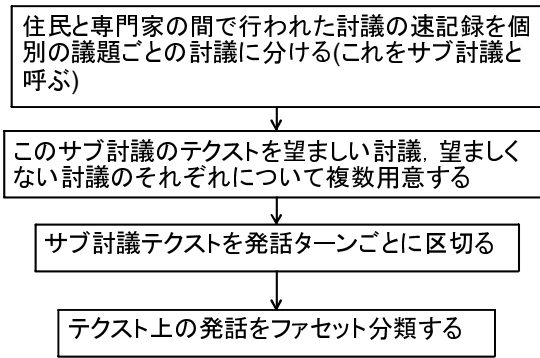 住民と専門家の間で行われた討議の速記録を個
別の議題ごとの討議に分ける(これをサブ討議と
呼ぶ)
このサブ討議のテクストを望ましい討議, 望ましく
ない討議のそれぞれについて複数用意する
サブ討議テクストを発話ターンごとに区切る
テクスト上の発話をファセット分類する